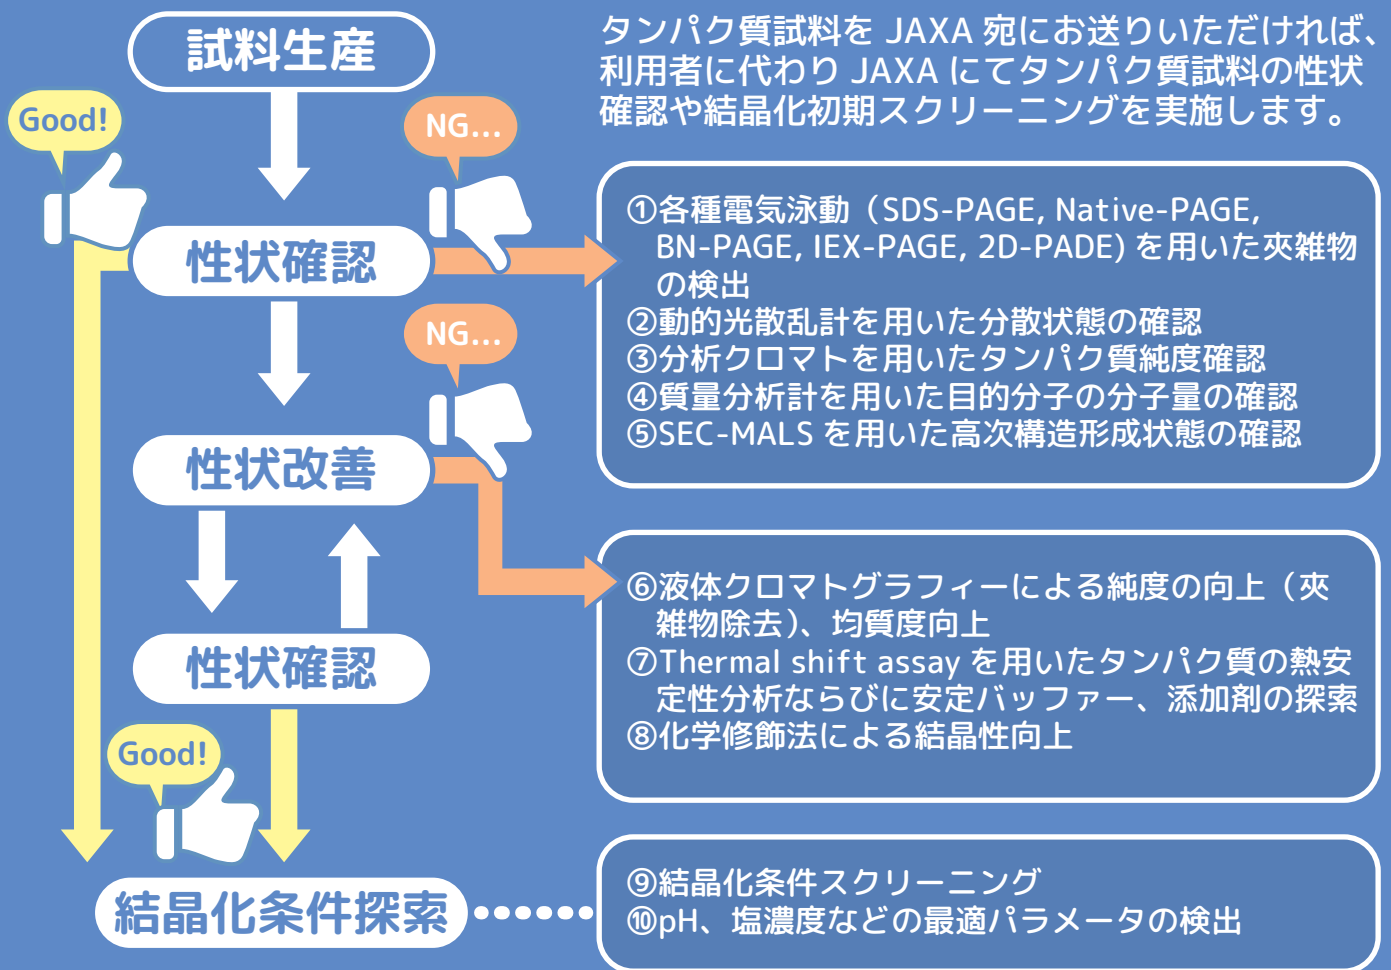 試料生産
タンパク質試料を JAXA 宛にお送りいただければ、
利用者に代わり JAXA にてタンパク質試料の性状
確認や結晶化初期スクリーニングを実施します。
Good!
NG...
性状確認
①各種電気泳動（SDS-PAGE, Native-PAGE,
BN-PAGE, IEX-PAGE, 2D-PADE) を用いた夾雑物
の検出
②動的光散乱計を用いた分散状態の確認
③分析クロマトを用いたタンパク質純度確認
④質量分析計を用いた目的分子の分子量の確認
⑤SEC-MALS を用いた高次構造形成状態の確認
NG...
性状改善
⑥液体クロマトグラフィーによる純度の向上（夾
雑物除去）、均質度向上
⑦Thermal shift assay を用いたタンパク質の熱安
定性分析ならびに安定バッファー、添加剤の探索
⑧化学修飾法による結晶性向上
性状確認
Good!
結晶化条件探索
⑨結晶化条件スクリーニング
⑩pH、塩濃度などの最適パラメータの検出